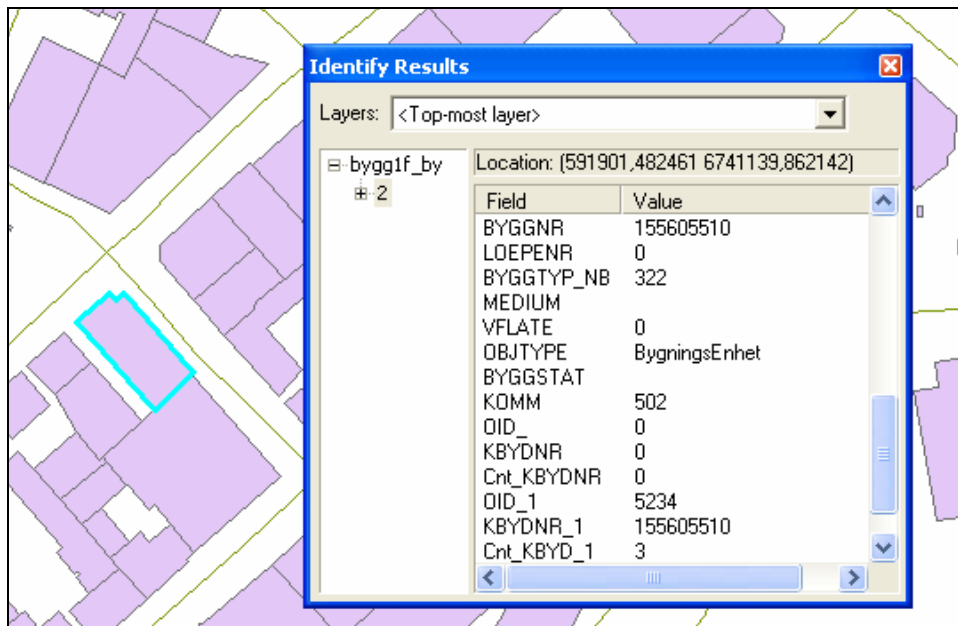 Identify Results
Layers: <Top-most layer>
bygg1f_by
2
Location: (591901,482461 6741139,862142)
Field Value
BYGGNR 155605510
LOEPENR 0
BYGGTYP_NB 322
MEDIUM
VFLATE 0
OBJTYPE BygningsEnhet
BYGGSTAT
KOMM 502
OID_ 0
KBYDNR 0
Cnt_KBYDNR 0
OID_1 5234
KBYDNR_1 155605510
Cnt_KBYD_1 3